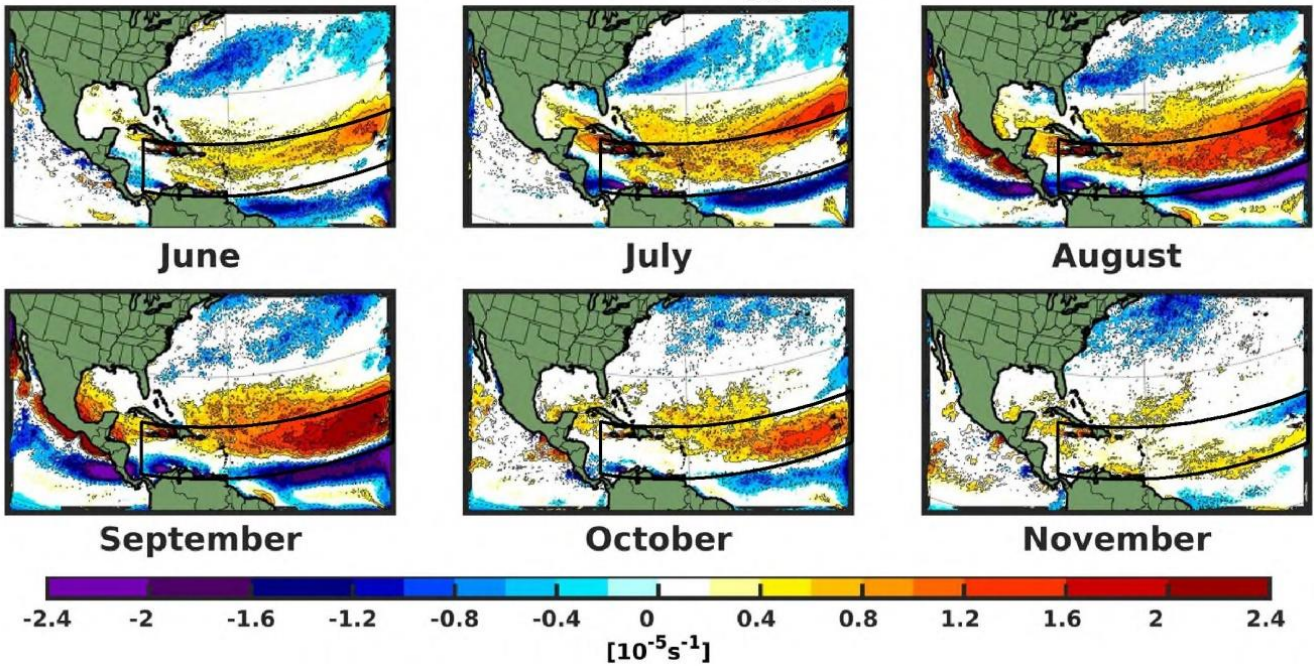 June July August
September October November
-2.4 -2 -1.6 -1.2 -0.8 -0.4 0 0.4 0.8 1.2 1.6 2 2.4
[10⁻⁵s⁻¹]